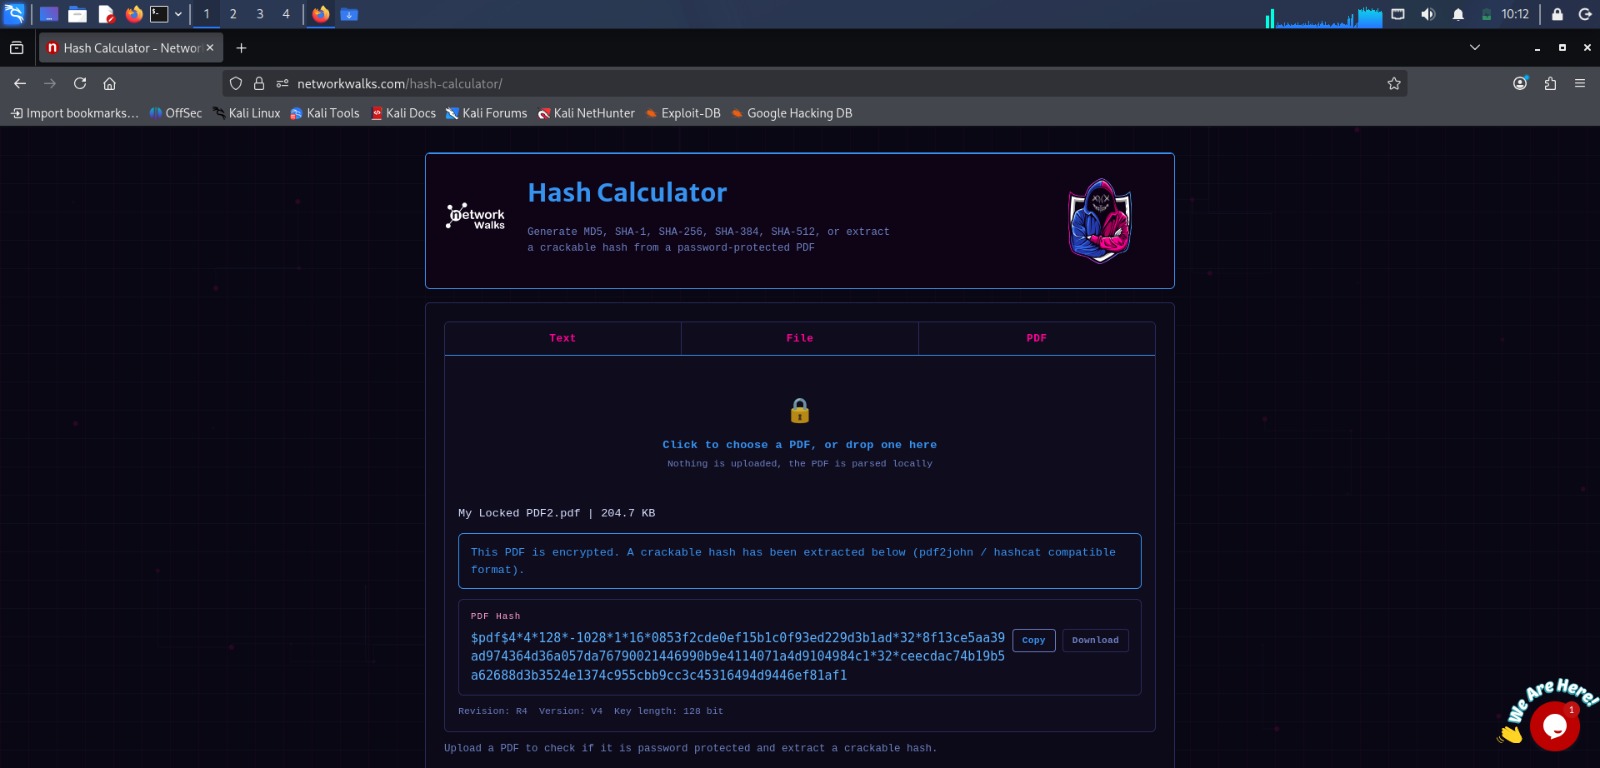 1 2 3 4
10:12
n Hash Calculator - Networ
networkwalks.com/hash-calculator/
Import bookmarks... OffSec Kali Linux Kali Tools Kali Docs Kali Forums Kali NetHunter Exploit-DB Google Hacking DB
network
Walks
Hash Calculator
Generate MD5, SHA-1, SHA-256, SHA-384, SHA-512, or extract
a crackable hash from a password-protected PDF
Text File PDF
Click to choose a PDF, or drop one here
Nothing is uploaded, the PDF is parsed locally
My Locked PDF2.pdf | 204.7 KB
This PDF is encrypted. A crackable hash has been extracted below (pdf2john / hashcat compatible
format).
PDF Hash
$pdf$4*4*128*-1028*1*16*0853f2cde0ef15b1c0f93ed229d3b1ad*32*8f13ce5aa39
ad974364d36a057da76790021446990b9e4114071a4d9104984c1*32*ceecdac74b19b5
a62688d3b3524e1374c955cbb9cc3c45316494d9446ef81af1
Copy Download
Revision: R4 Version: V4 Key length: 128 bit
Upload a PDF to check if it is password protected and extract a crackable hash.
We Are Here!
1